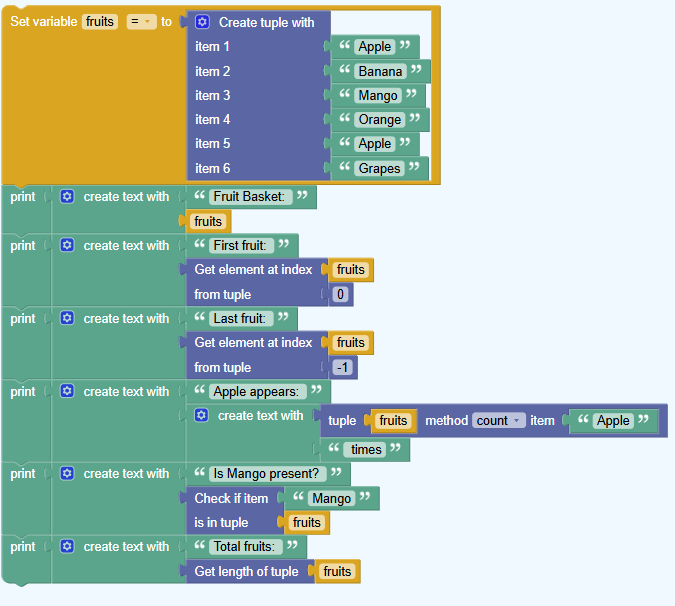 Set variable fruits = to Create tuple with
item 1 “ Apple ”
item 2 “ Banana ”
item 3 “ Mango ”
item 4 “ Orange ”
item 5 “ Apple ”
item 6 “ Grapes ”
print create text with “ Fruit Basket: ”
fruits
print create text with “ First fruit: ”
Get element at index fruits
from tuple 0
print create text with “ Last fruit: ”
Get element at index fruits
from tuple -1
print create text with “ Apple appears: ”
create text with tuple fruits method count item “ Apple ”
“ times ”
print create text with “ Is Mango present? ”
Check if item “ Mango ”
is in tuple fruits
print create text with “ Total fruits: ”
Get length of tuple fruits